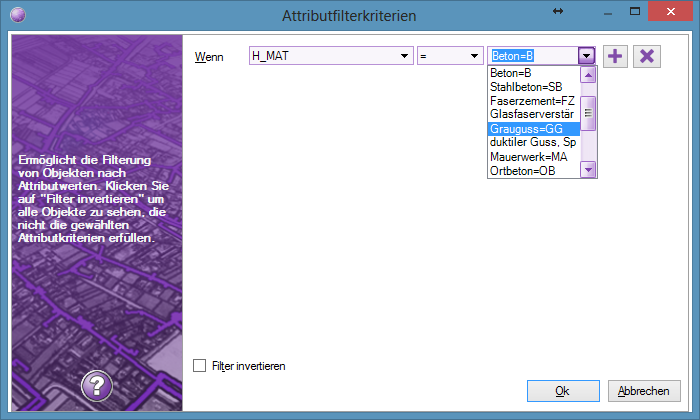 Attributfilterkriterien
Wenn H_MAT = Beton=B
Beton=B
Stahlbeton=SB
Faserzement=FZ
Glasfaserverstär
Grauguss=GG
duktiler Guss, Sp
Mauerwerk=MA
Ortbeton=OB
Ermöglicht die Filterung
von Objekten nach
Attributwerten. Klicken Sie
auf "Filter invertieren" um
alle Objekte zu sehen, die
nicht die gewählten
Attributkriterien erfüllen.
Filter invertieren
?
Ok Abbrechen